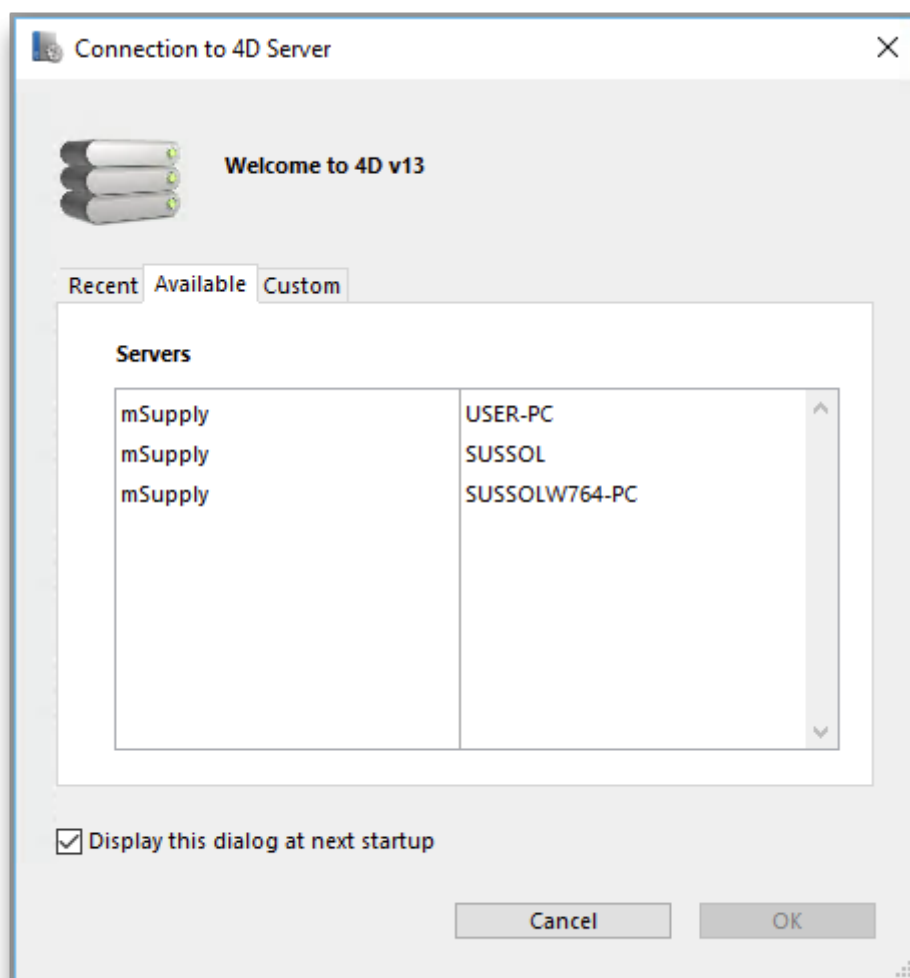 Connection to 4D Server
Welcome to 4D v13
Recent Available Custom
Servers
mSupply USER-PC
mSupply SUSSOL
mSupply SUSSOLW764-PC
Display this dialog at next startup
Cancel OK